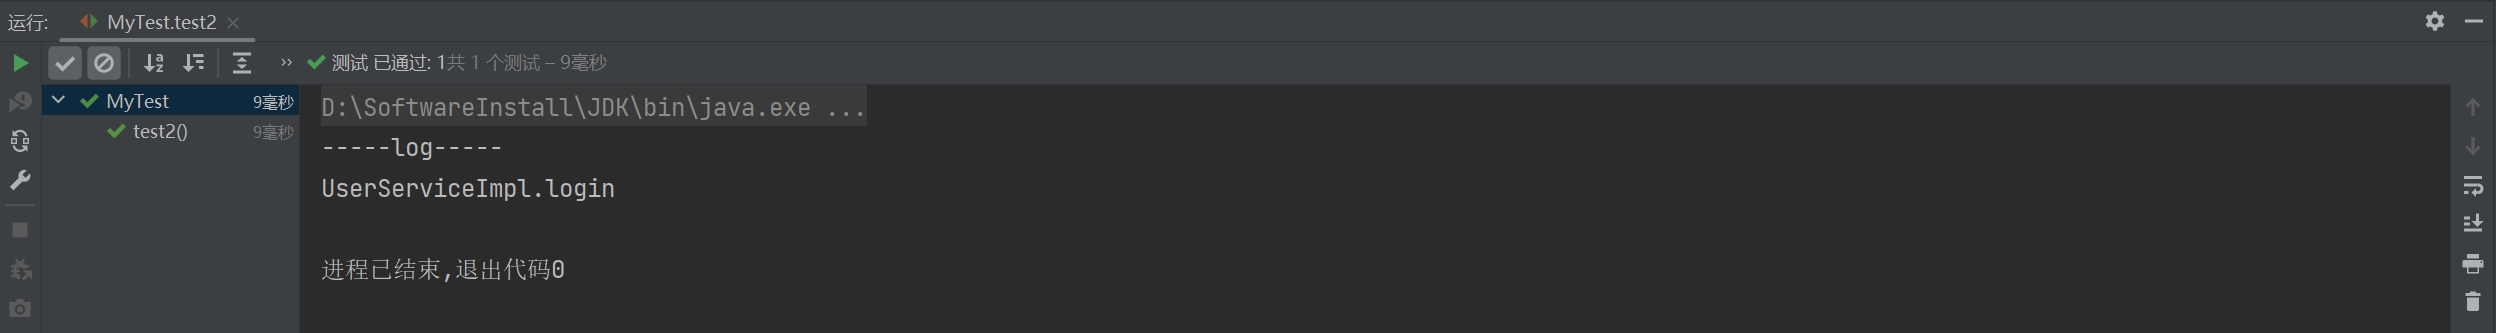 运行: MyTest.test2
测试 已通过: 1共 1 个测试 – 9毫秒
MyTest 9毫秒
test2() 9毫秒
D:\SoftwareInstall\JDK\bin\java.exe ...
-----log-----
UserServiceImpl.login
进程已结束,退出代码0